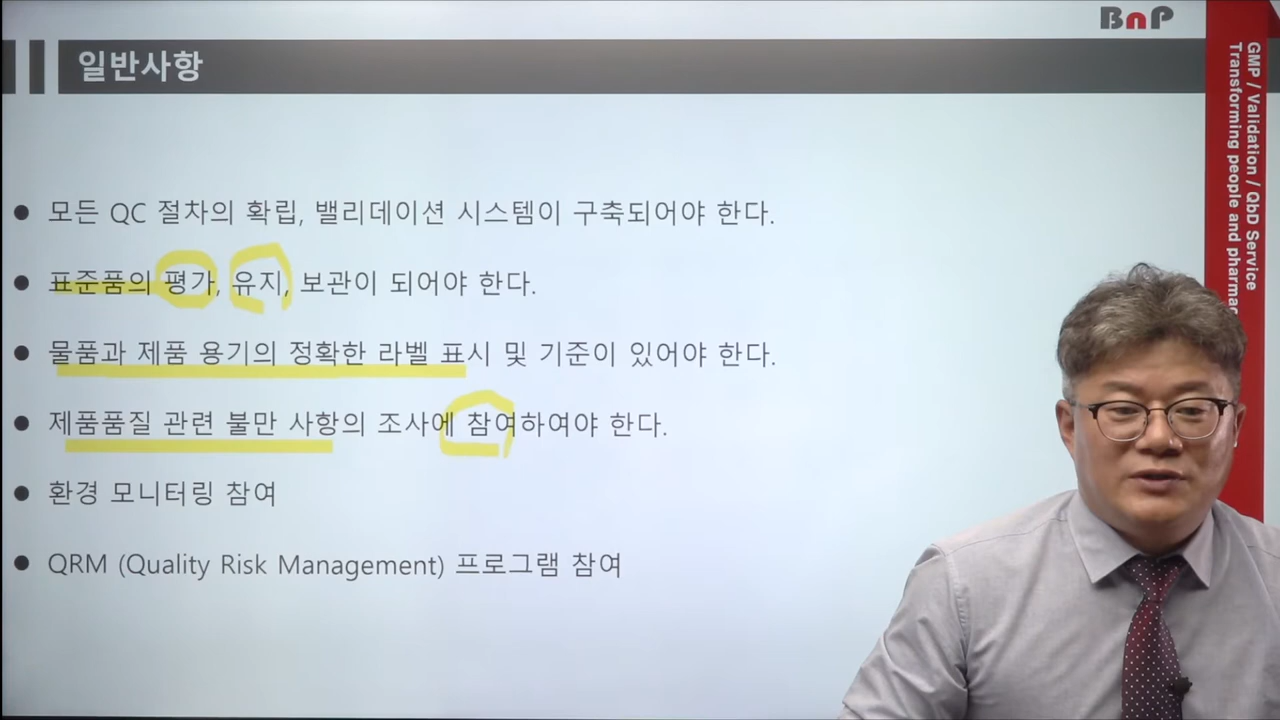 BnP
일반사항
GMP / Validation / QbD Service
Transforming people and
● 모든 QC 절차의 확립, 밸리데이션 시스템이 구축되어야 한다.
● 표준품의 평가, 유지, 보관이 되어야 한다.
● 물품과 제품 용기의 정확한 라벨 표시 및 기준이 있어야 한다.
● 제품품질 관련 불만 사항의 조사에 참여하여야 한다.
● 환경 모니터링 참여
● QRM (Quality Risk Management) 프로그램 참여